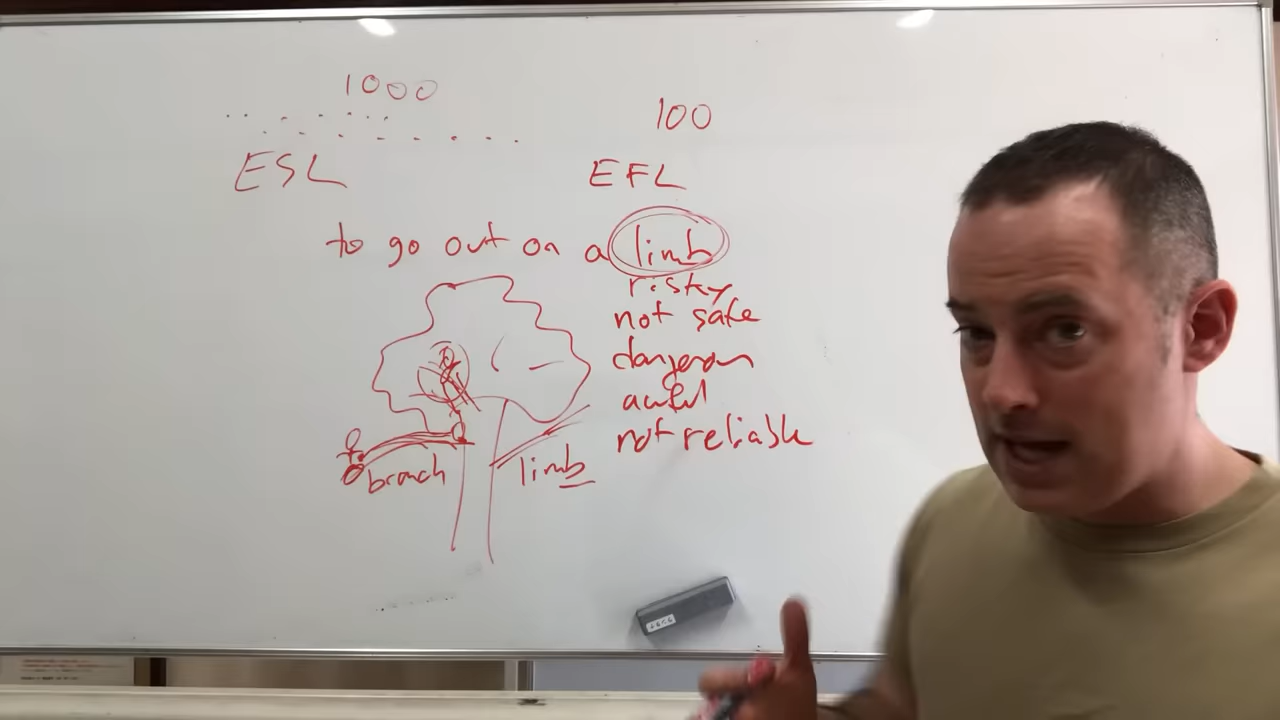 1000
100
ESL
EFL
to go out on a limb
risky
not safe
dangerous
awful
not reliable
branch
limb